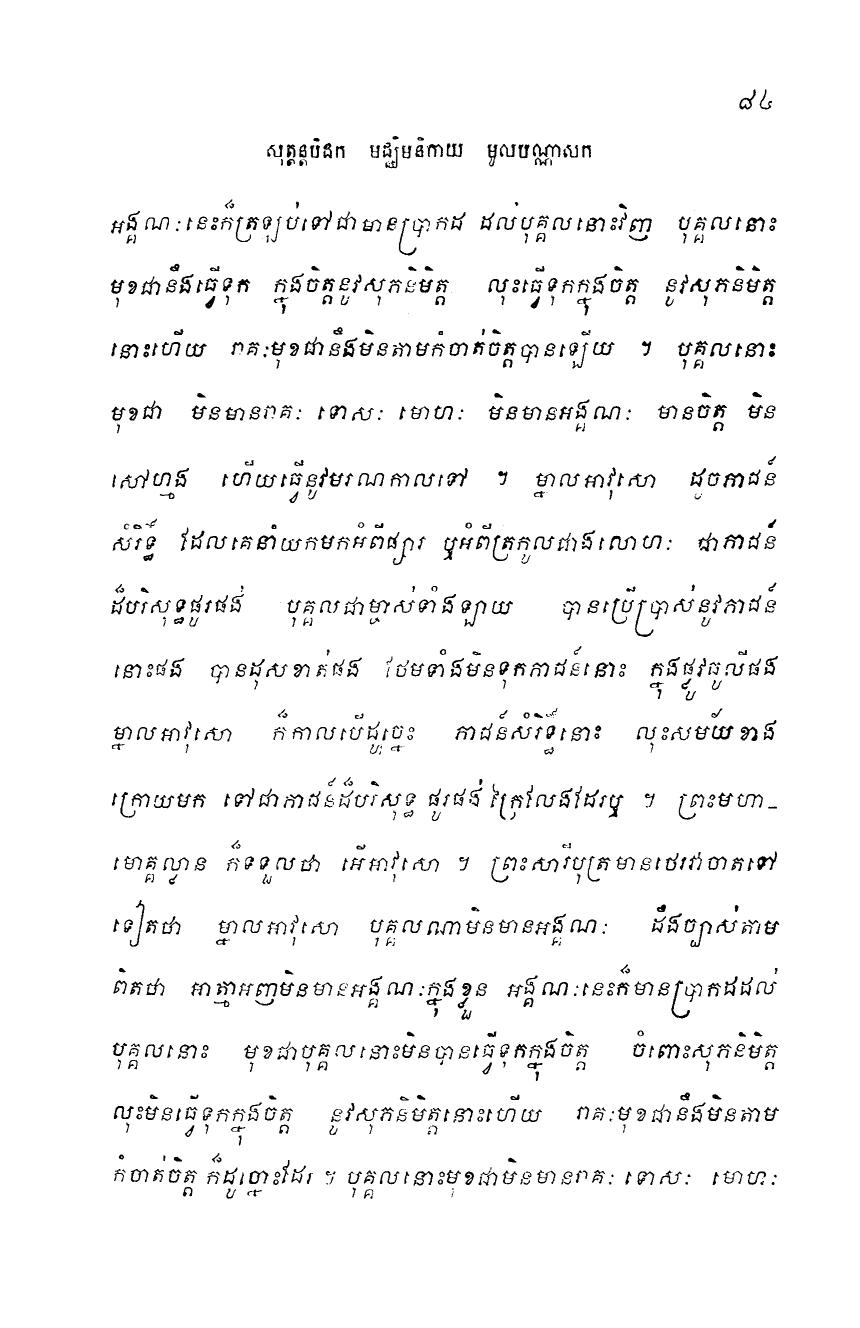 ៨៤
សុត្តន្តបិដក មជ្ឈិមនិកាយ មូលបណ្ណាសក
អង្គណៈនេះក៏ត្រឡប់ទៅជាមានប្រាកដ ដល់បុគ្គលនោះវិញ បុគ្គលនោះ
មុខជានឹងធ្វើទុក ក្នុងចិត្តនូវសុភនិមិត្ត លុះធ្វើទុកក្នុងចិត្ត នូវសុភនិមិត្ត
នោះហើយ រាគៈមុខជានឹងមិនតាមកំចាត់ចិត្តបានឡើយ ។ បុគ្គលនោះ
មុខជា មិនមានរាគៈ ទោសៈ មោហៈ មិនមានអង្គណៈ មានចិត្ត មិន
សៅហ្មង ហើយធ្វើនូវមរណកាលទៅ ។ ម្នាលអាវុសោ ដូចភាជន៍
សំរិទ្ធិ៍ ដែលគេនាំយកមកអំពីផ្សារ ឬអំពីត្រកូលជាងលោហៈ ជាភាជន៍
ដ៏បរិសុទ្ធផូរផង់ បុគ្គលជាម្ចាស់ទាំងឡាយ បានប្រើប្រាស់នូវភាជន៍
នោះផង បានដុសខាត់ផង ថែមទាំងមិនទុកភាជន៍នោះ ក្នុងផ្លូវធូលីផង
ម្នាលអាវុសោ ក៏កាលបើដូច្នេះ ភាជន៍សំរិទ្ធិ៍នោះ លុះសម័យខាង
ក្រោយមក ទៅជាភាជន៍ដ៏បរិសុទ្ធ ផូរផង់ ក្រៃលែងដែរឬ ។ ព្រះមហា-
មោគ្គល្លាន ក៏ទទួលថា អើអាវុសោ ។ ព្រះសារីបុត្រមានថេរវាចាតទៅ
ទៀតថា ម្នាលអាវុសោ បុគ្គលណាមិនមានអង្គណៈ ដឹងច្បាស់តាម
ពិតថា អាត្មាអញមិនមានអង្គណៈក្នុងខ្លួន អង្គណៈនេះក៏មានប្រាកដដល់
បុគ្គលនោះ មុខជាបុគ្គលនោះមិនបានធ្វើទុកក្នុងចិត្ត ចំពោះសុភនិមិត្ត
លុះមិនធ្វើទុកក្នុងចិត្ត នូវសុភនិមិត្តនោះហើយ រាគៈមុខជានឹងមិនតាម
កំចាត់ចិត្ត ក៏ដូច្នោះដែរ ។ បុគ្គលនោះមុខជាមិនមានរាគៈ ទោសៈ មោហៈ